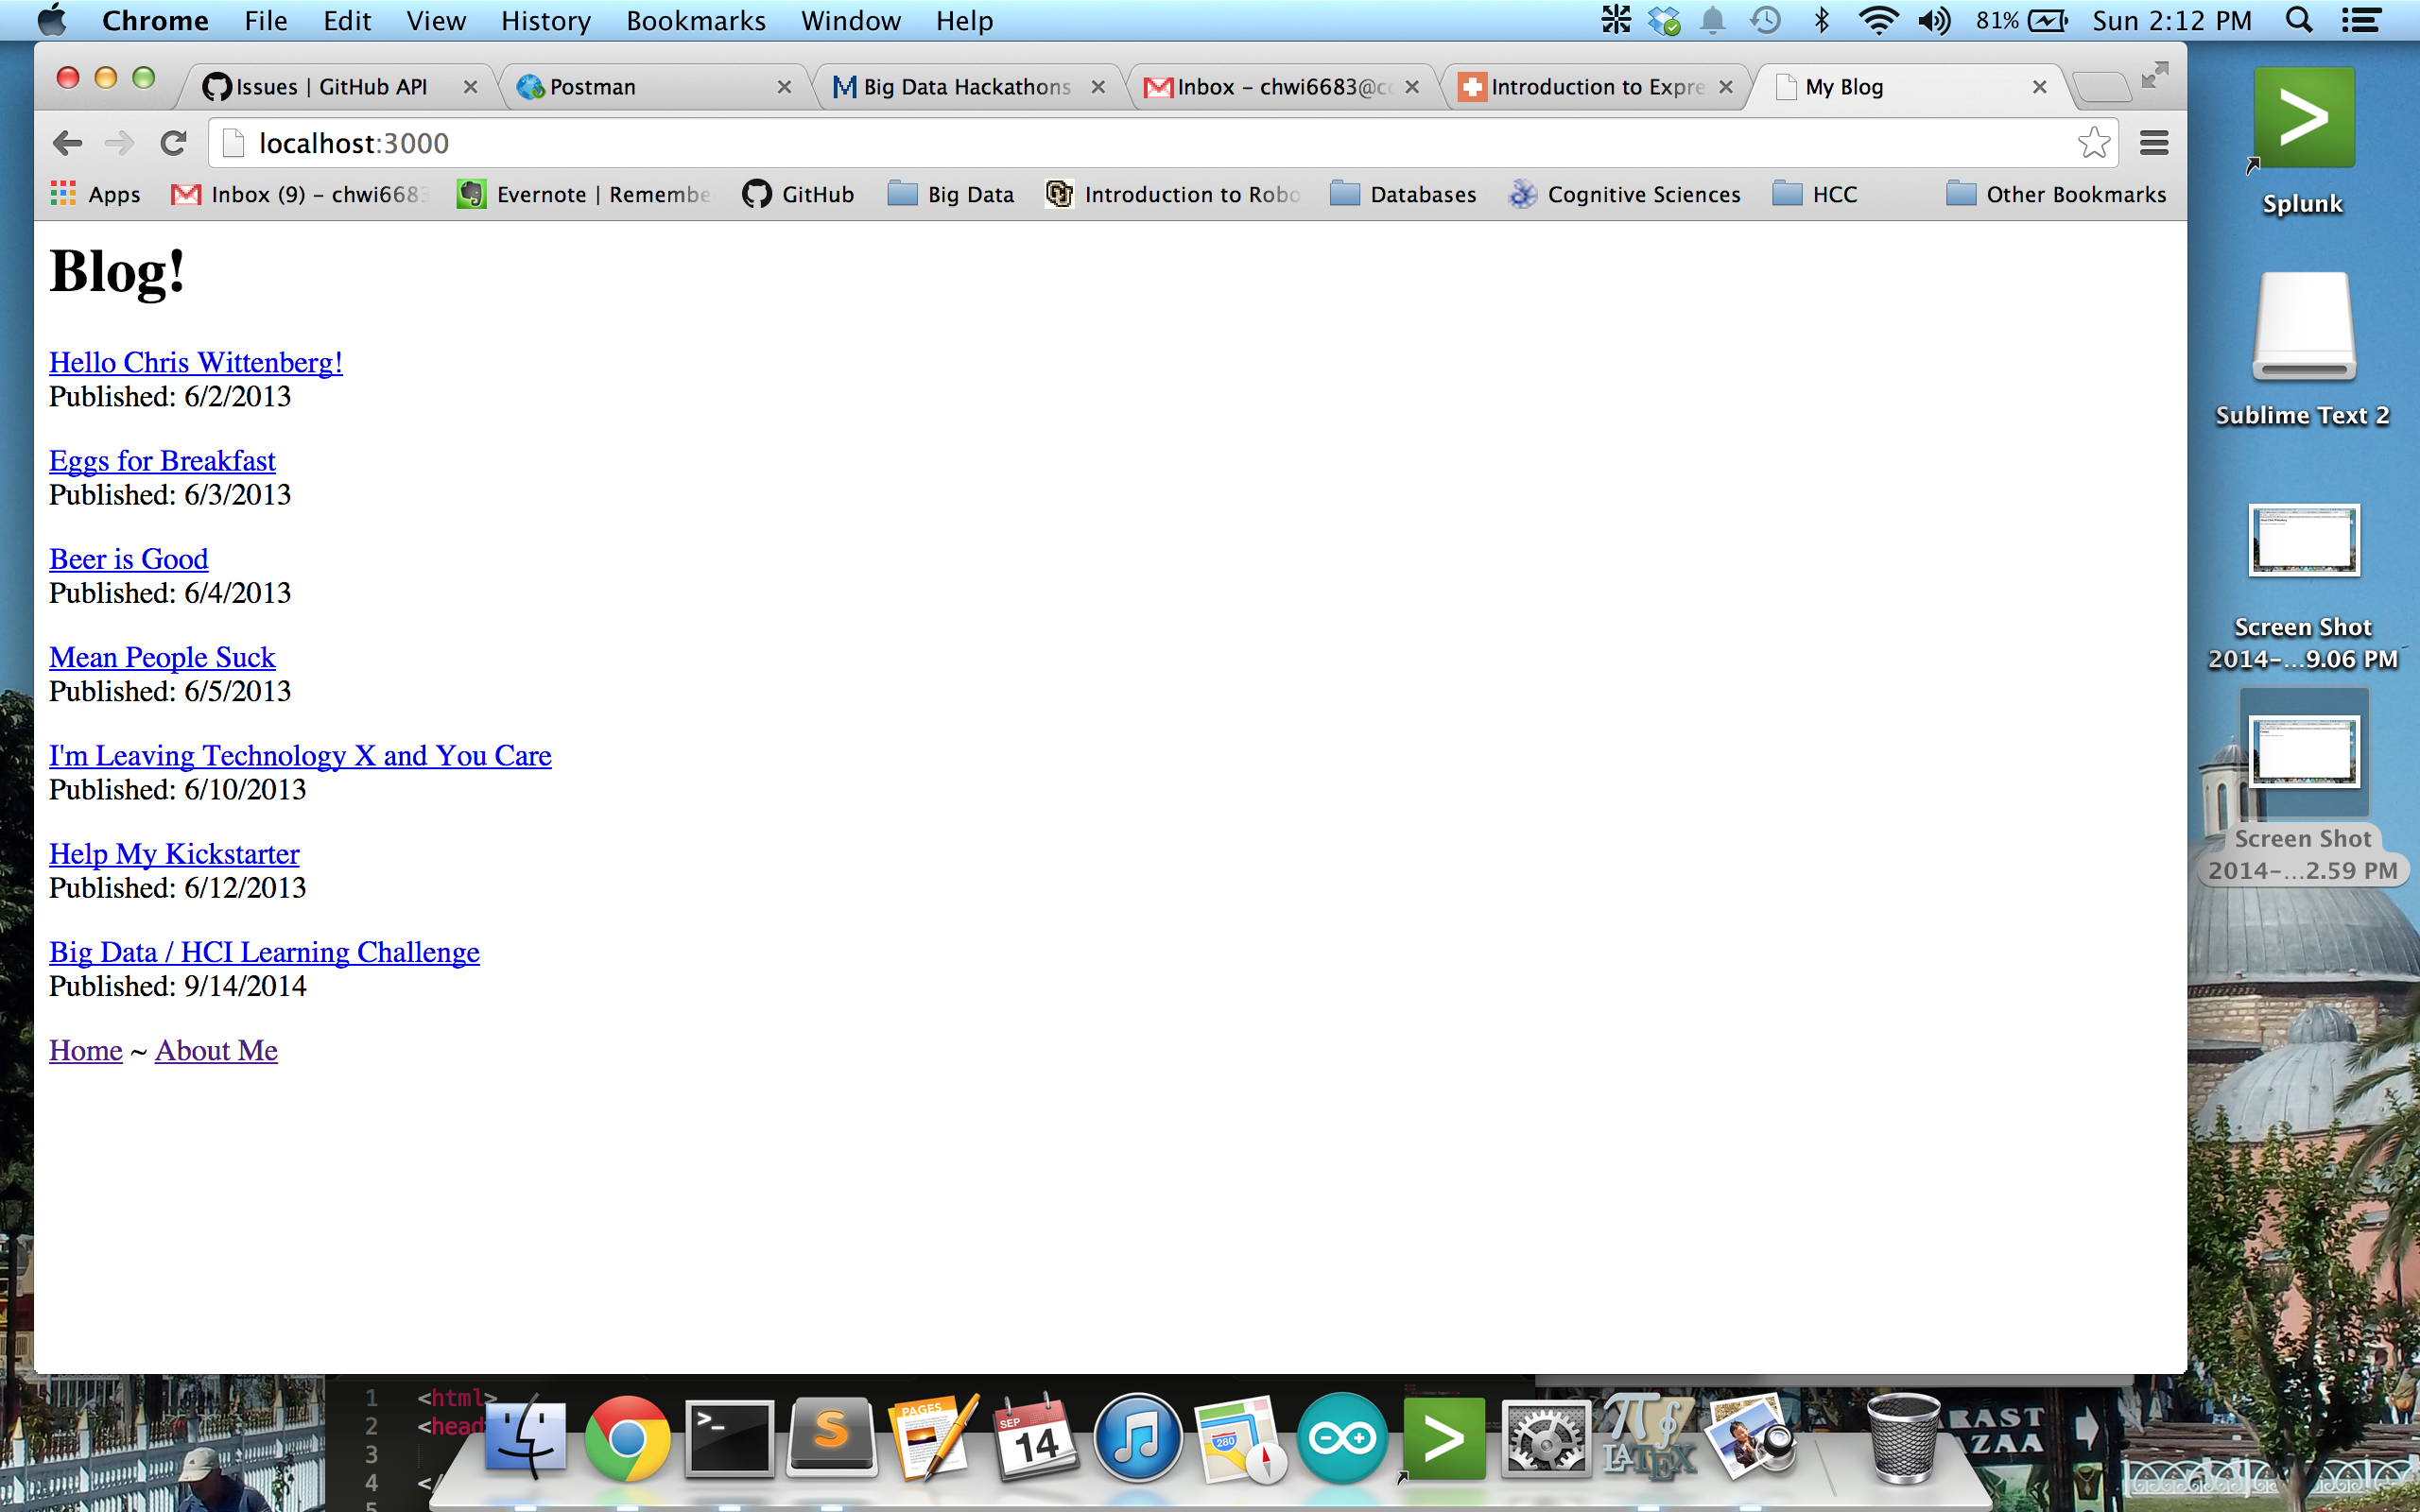 Chrome File Edit View History Bookmarks Window Help 81% Sun 2:12 PM
Issues | GitHub API Postman Big Data Hackathons Inbox – chwi6683@cc Introduction to Expre My Blog
localhost:3000
Apps Inbox (9) – chwi6683 Evernote | Remembe GitHub Big Data Introduction to Robo Databases Cognitive Sciences HCC Other Bookmarks
Blog!
Hello Chris Wittenberg!
Published: 6/2/2013
Eggs for Breakfast
Published: 6/3/2013
Beer is Good
Published: 6/4/2013
Mean People Suck
Published: 6/5/2013
I'm Leaving Technology X and You Care
Published: 6/10/2013
Help My Kickstarter
Published: 6/12/2013
Big Data / HCI Learning Challenge
Published: 9/14/2014
Home ~ About Me
Splunk
Sublime Text 2
Screen Shot
2014-...9.06 PM
Screen Shot
2014-...2.59 PM
1 <html>
2 <head
3
4 </
5
PAGES
SEP
14
280
LATEX